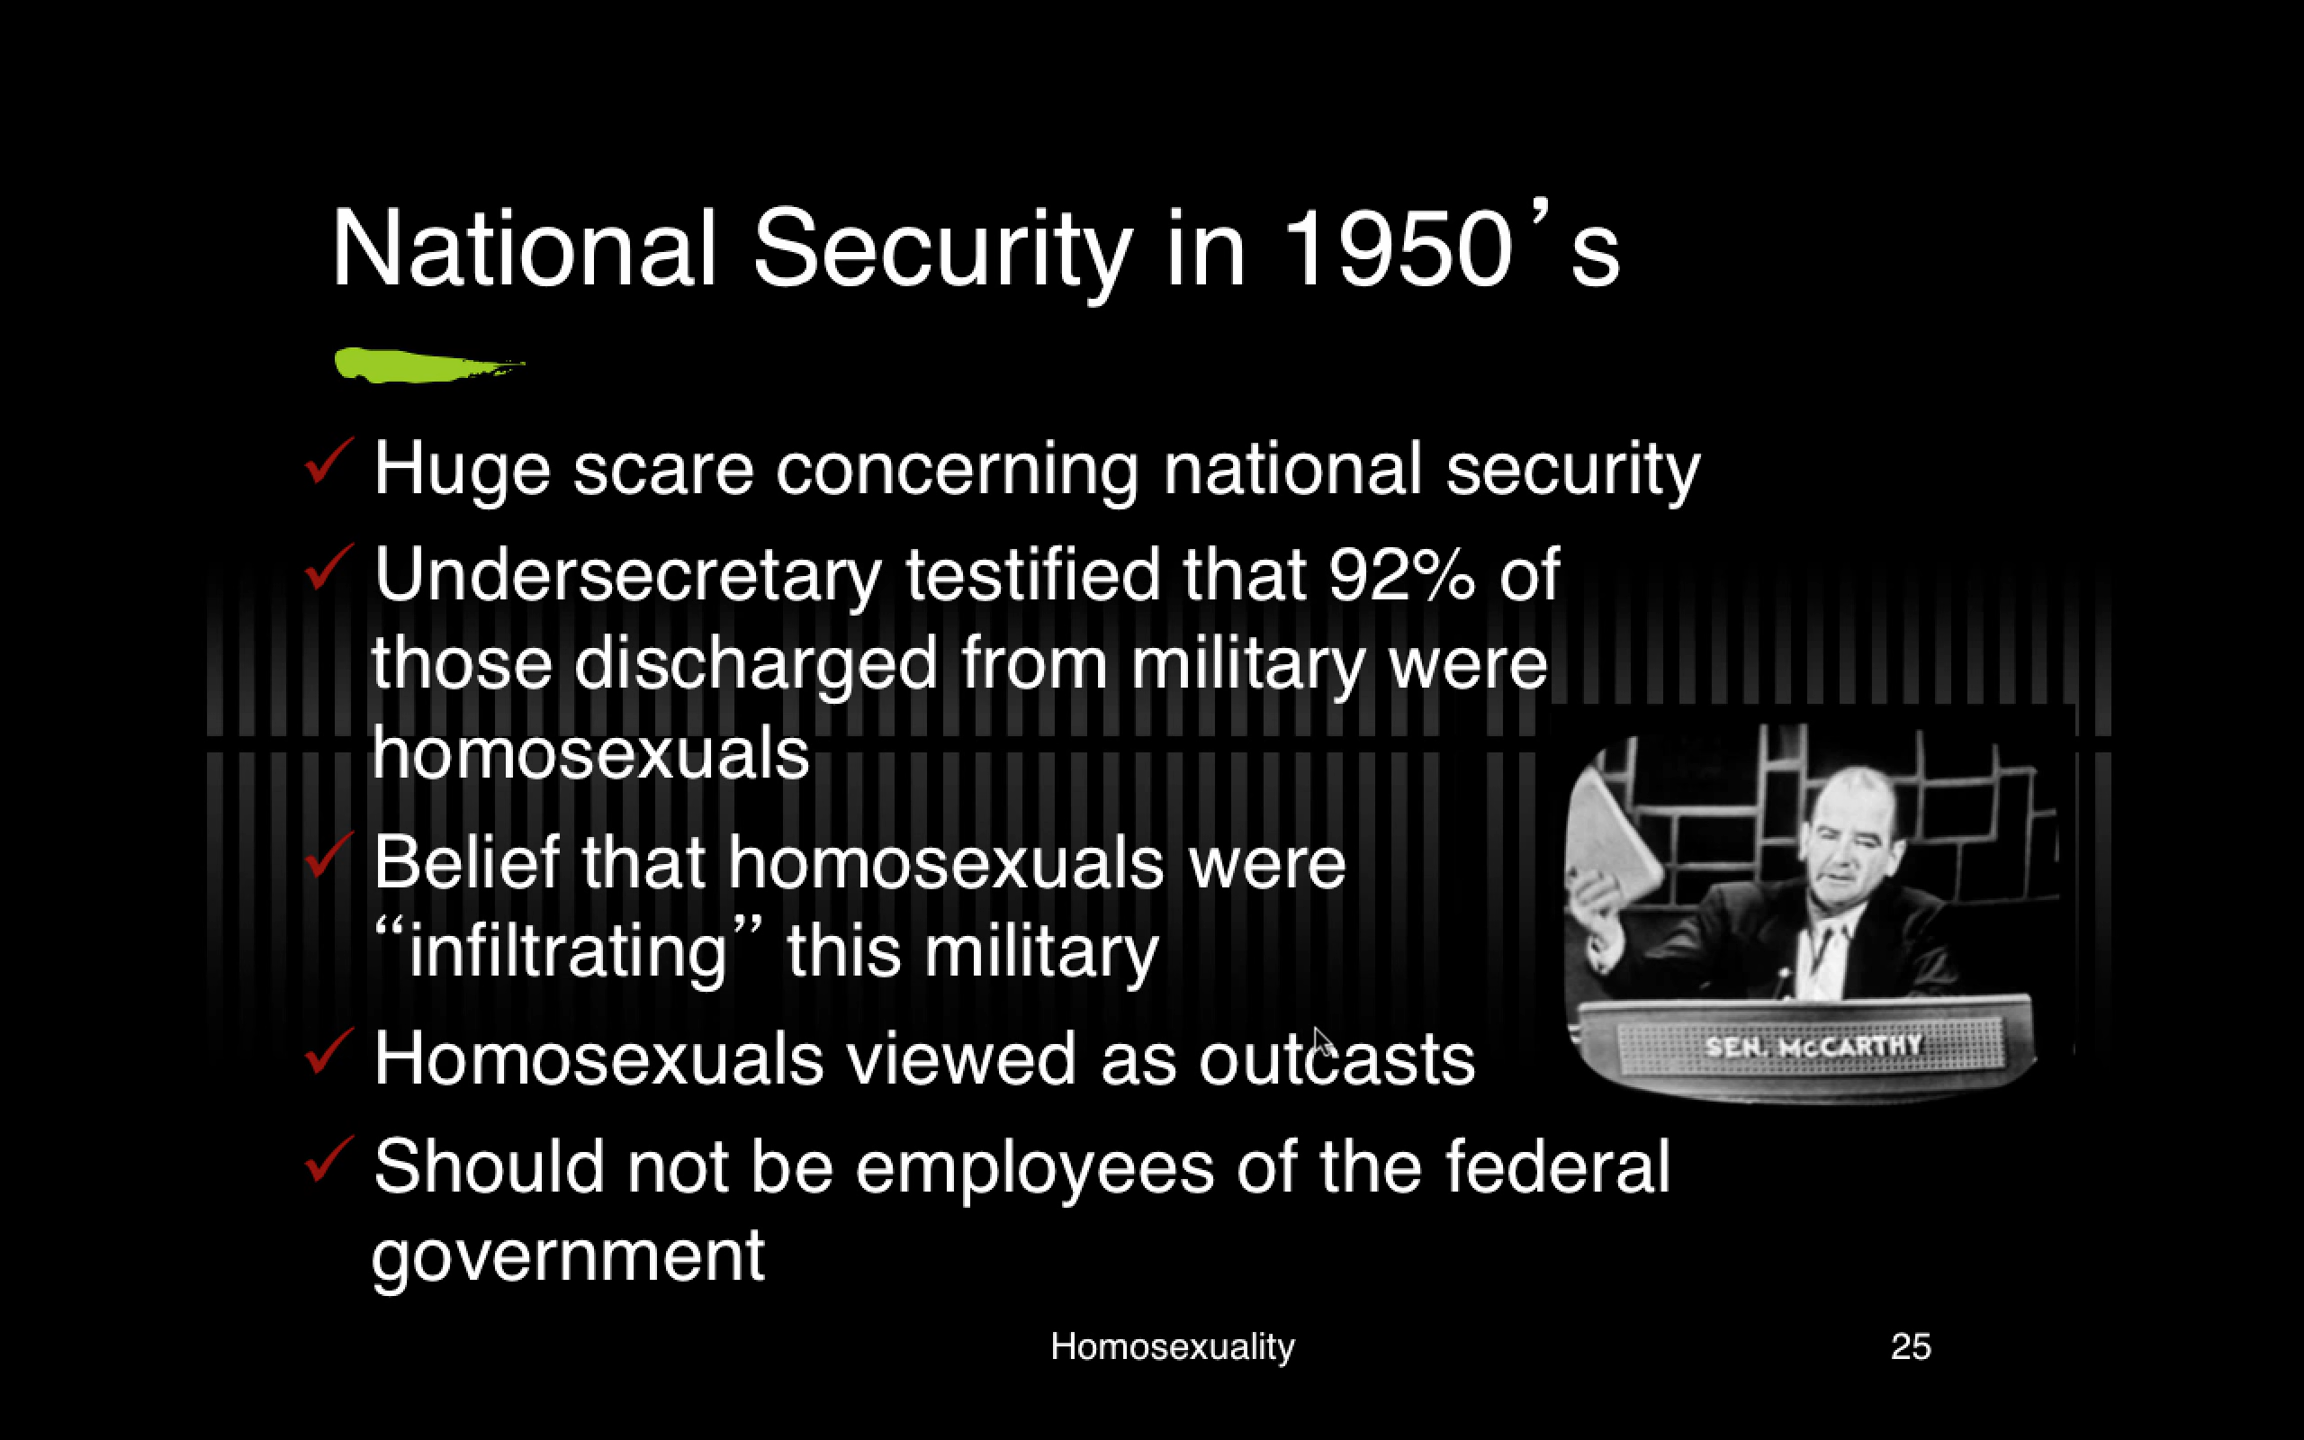 National Security in 1950’s
Huge scare concerning national security
Undersecretary testified that 92% of
those discharged from military were
homosexuals
Belief that homosexuals were
“infiltrating” this military
Homosexuals viewed as outcasts
SEN. McCARTHY
Should not be employees of the federal
government
Homosexuality
25